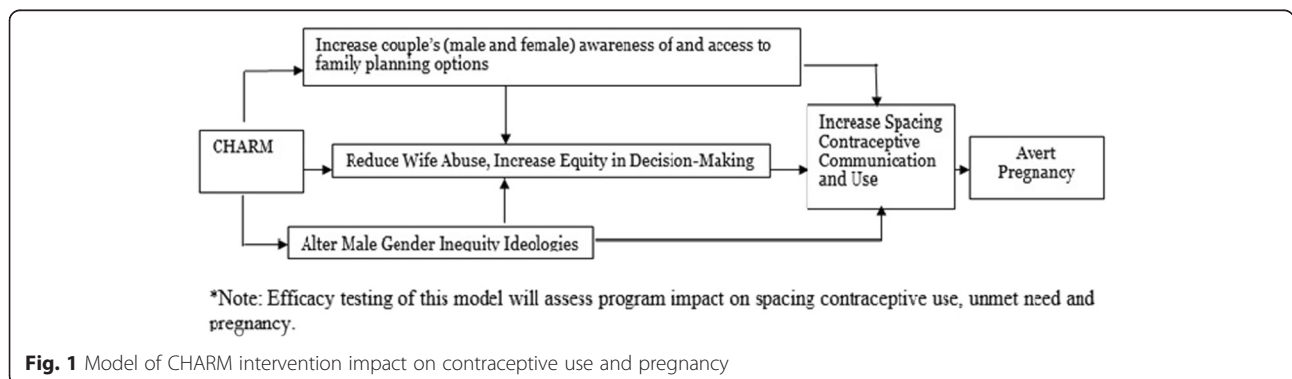 Increase couple's (male and female) awareness of and access to
family planning options
CHARM
Reduce Wife Abuse, Increase Equity in Decision-Making
Alter Male Gender Inequity Ideologies
Increase Spacing
Contraceptive
Communication
and Use
Avert
Pregnancy
*Note: Efficacy testing of this model will assess program impact on spacing contraceptive use, unmet need and
pregnancy.
Fig. 1 Model of CHARM intervention impact on contraceptive use and pregnancy